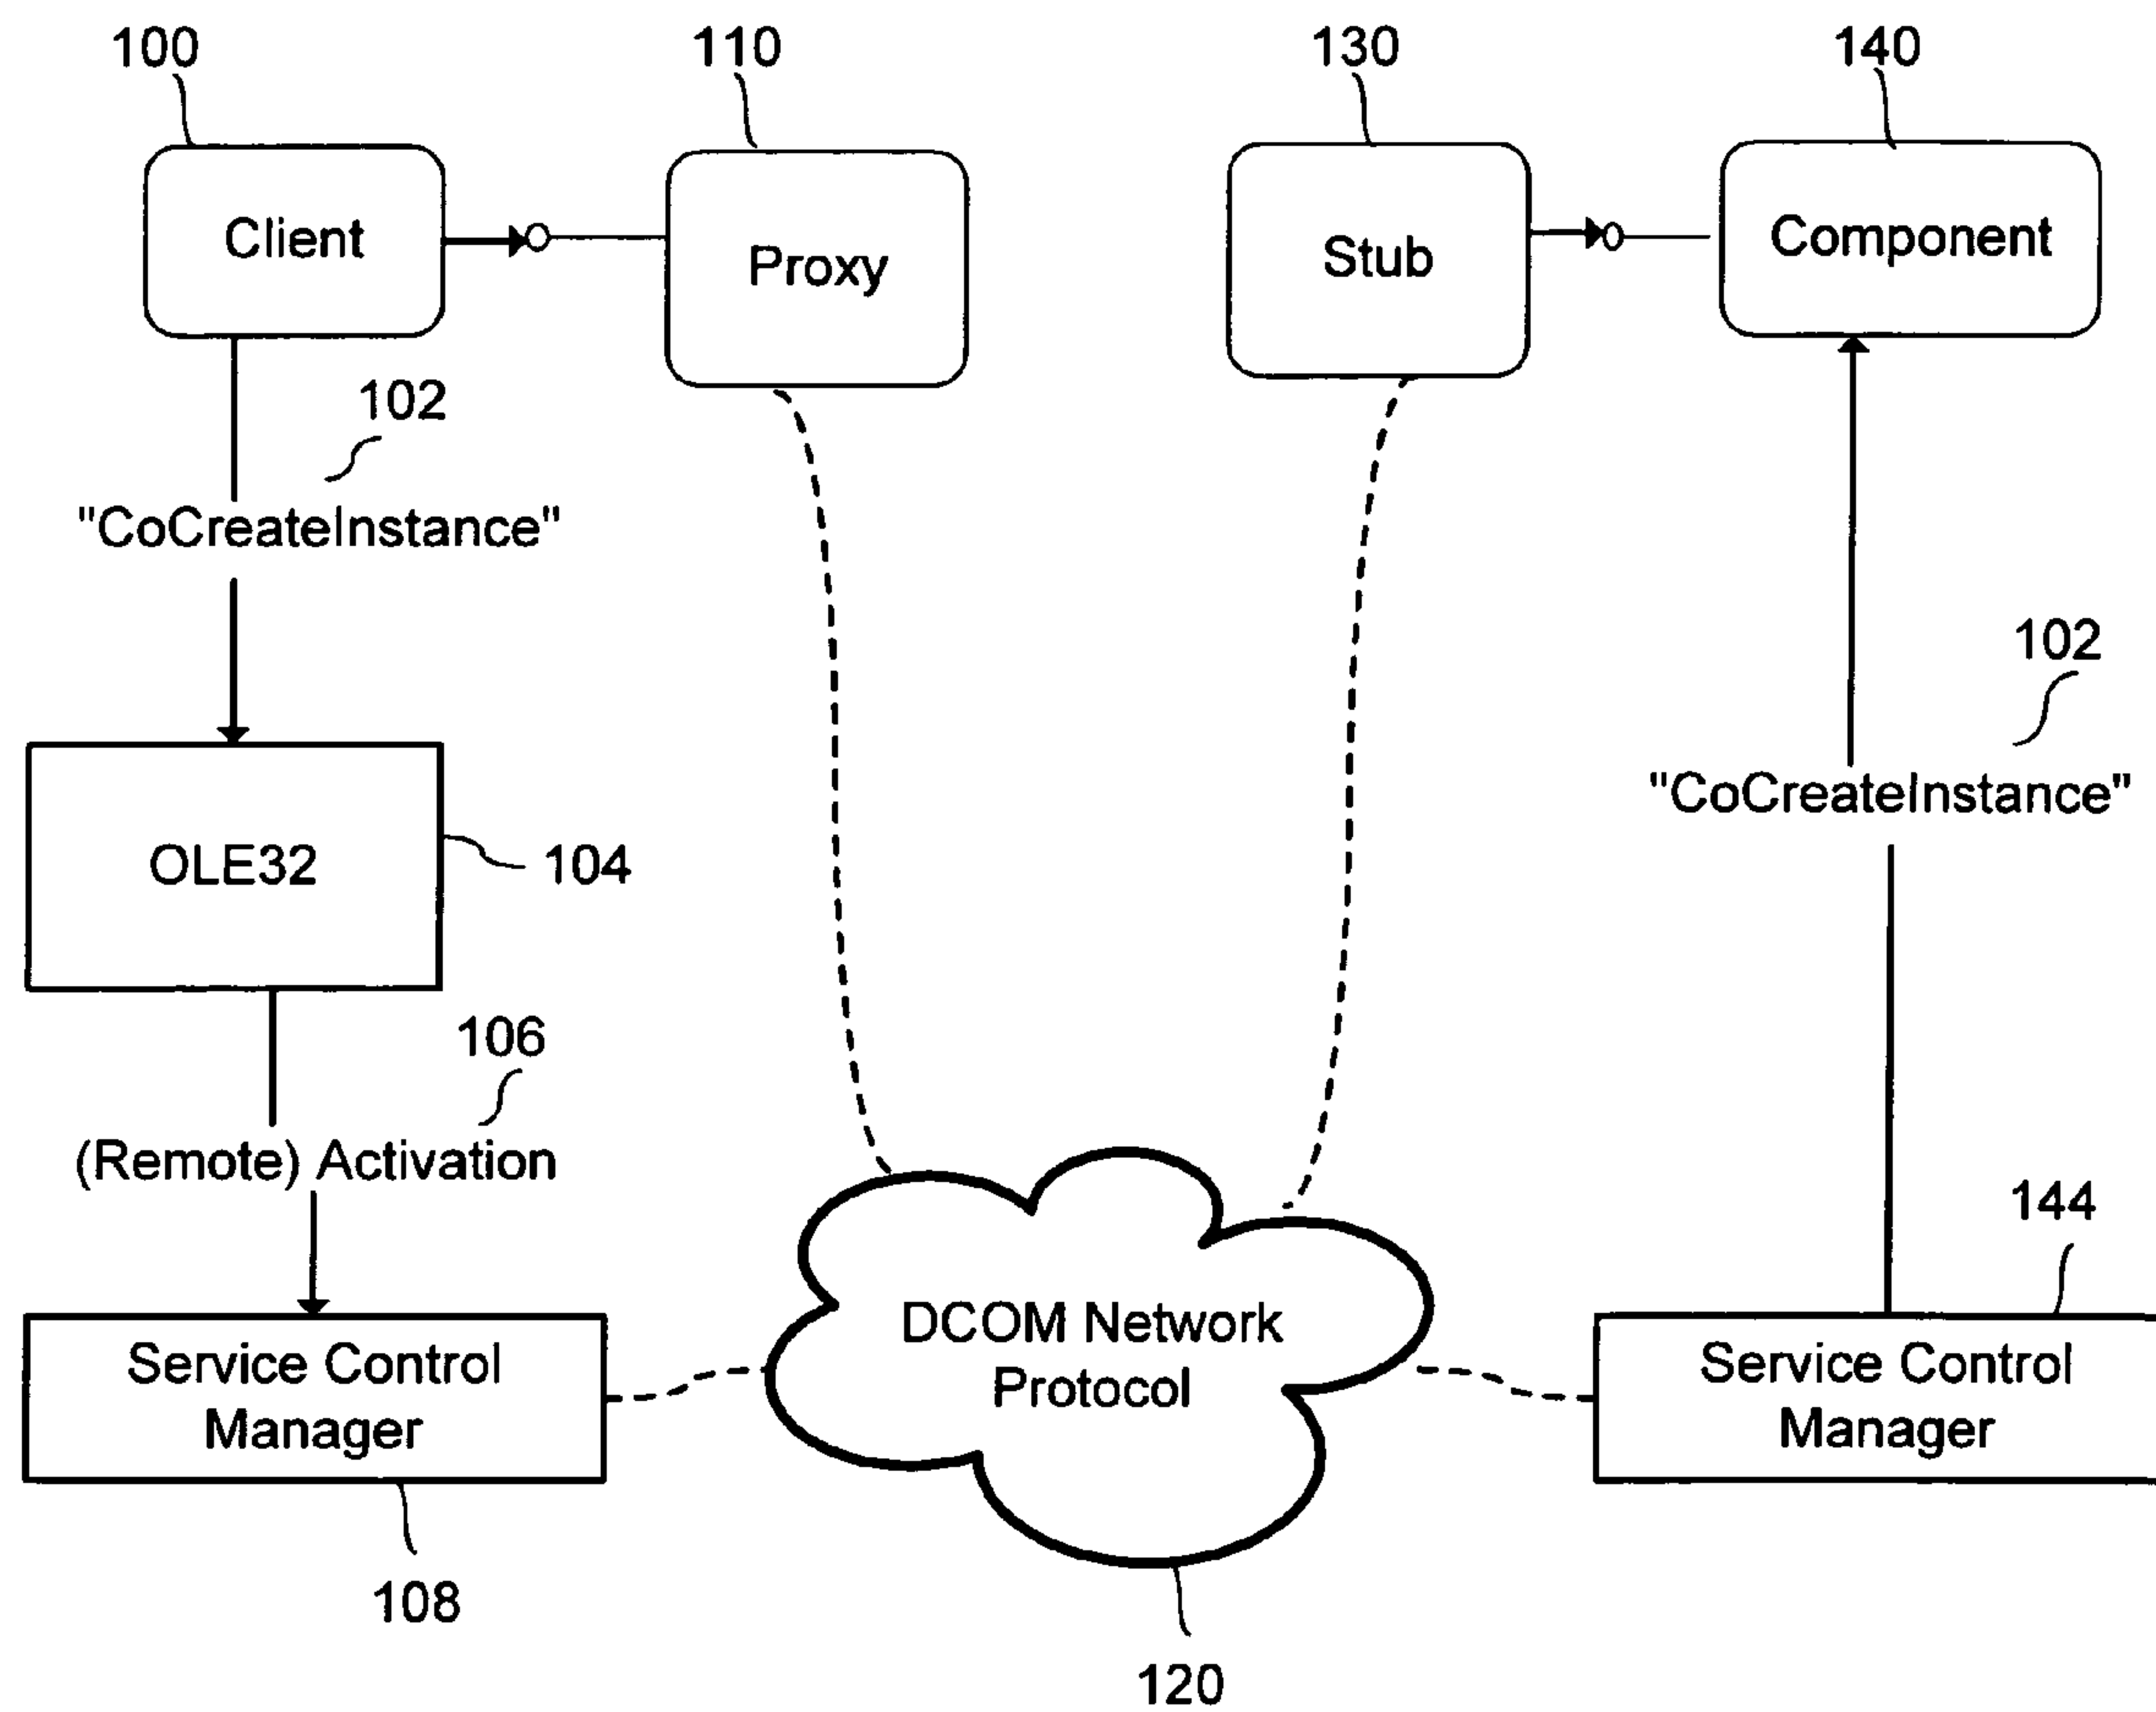 100
110
130
140
Client
Proxy
Stub
Component
102
"CoCreateInstance"
102
"CoCreateInstance"
OLE32
104
106
(Remote) Activation
144
DCOM Network
Protocol
Service Control
Manager
Service Control
Manager
108
120